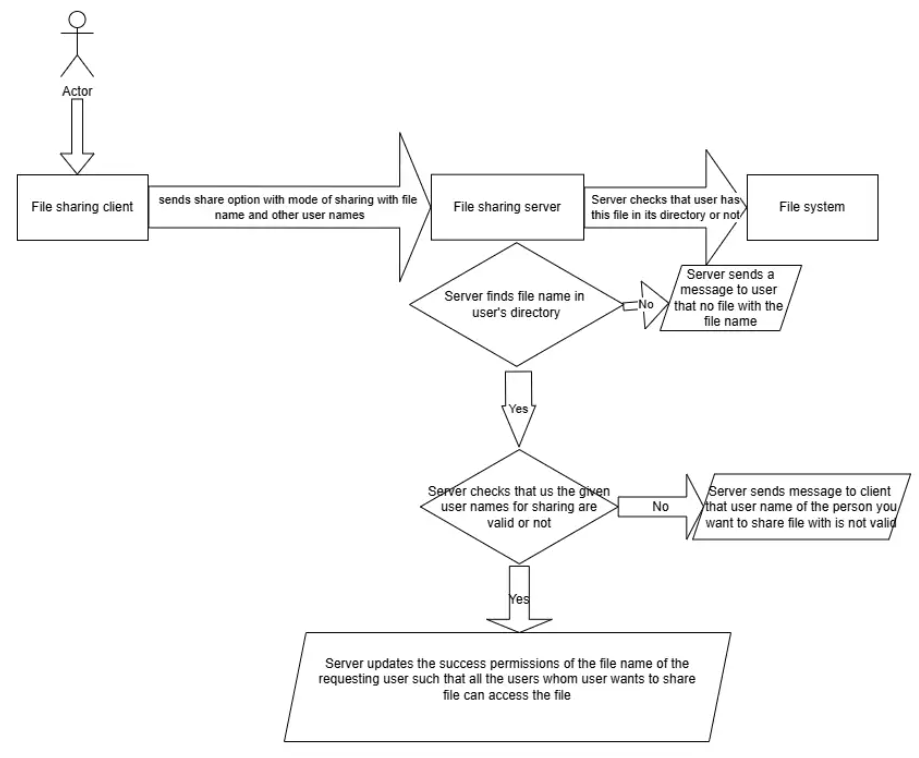 Actor
File sharing client
sends share option with mode of sharing with file
name and other user names
File sharing server
Server checks that user has
this file in its directory or not
File system
Server finds file name in
user's directory
No
Server sends a
message to user
that no file with the
file name
Yes
Server checks that us the given
user names for sharing are
valid or not
No
Server sends message to client
that user name of the person you
want to share file with is not valid
Yes
Server updates the success permissions of the file name of the
requesting user such that all the users whom user wants to share
file can access the file